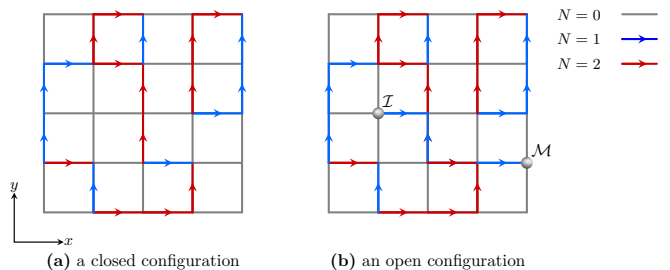 N = 0
N = 1
N = 2
I
M
y
x
(a) a closed configuration
(b) an open configuration